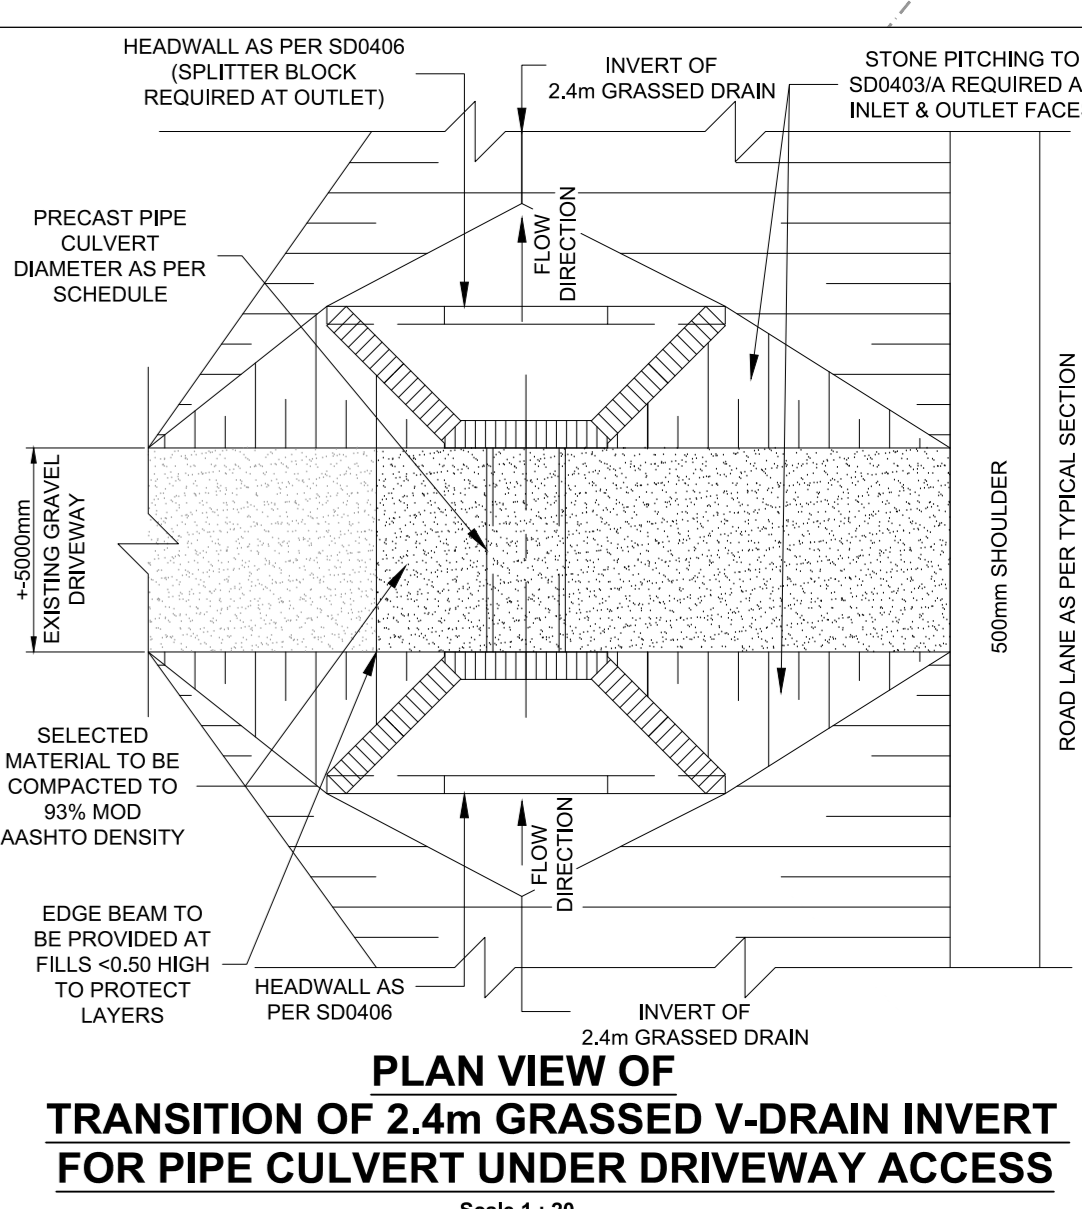 HEADWALL AS PER SD0406
(SPLITTER BLOCK
REQUIRED AT OUTLET)
INVERT OF
2.4m GRASSED DRAIN
STONE PITCHING TO
SD0403/A REQUIRED A
INLET & OUTLET FACES
PRECAST PIPE
CULVERT
DIAMETER AS PER
SCHEDULE
FLOW
DIRECTION
+-5000mm
EXISTING GRAVEL
DRIVEWAY
500mm SHOULDER
ROAD LANE AS PER TYPICAL SECTION
SELECTED
MATERIAL TO BE
COMPACTED TO
93% MOD
AASHTO DENSITY
FLOW
DIRECTION
EDGE BEAM TO
BE PROVIDED AT
FILLS <0.50 HIGH
TO PROTECT
LAYERS
HEADWALL AS
PER SD0406
INVERT OF
2.4m GRASSED DRAIN
PLAN VIEW OF
TRANSITION OF 2.4m GRASSED V-DRAIN INVERT
FOR PIPE CULVERT UNDER DRIVEWAY ACCESS
Scale 1 : 20